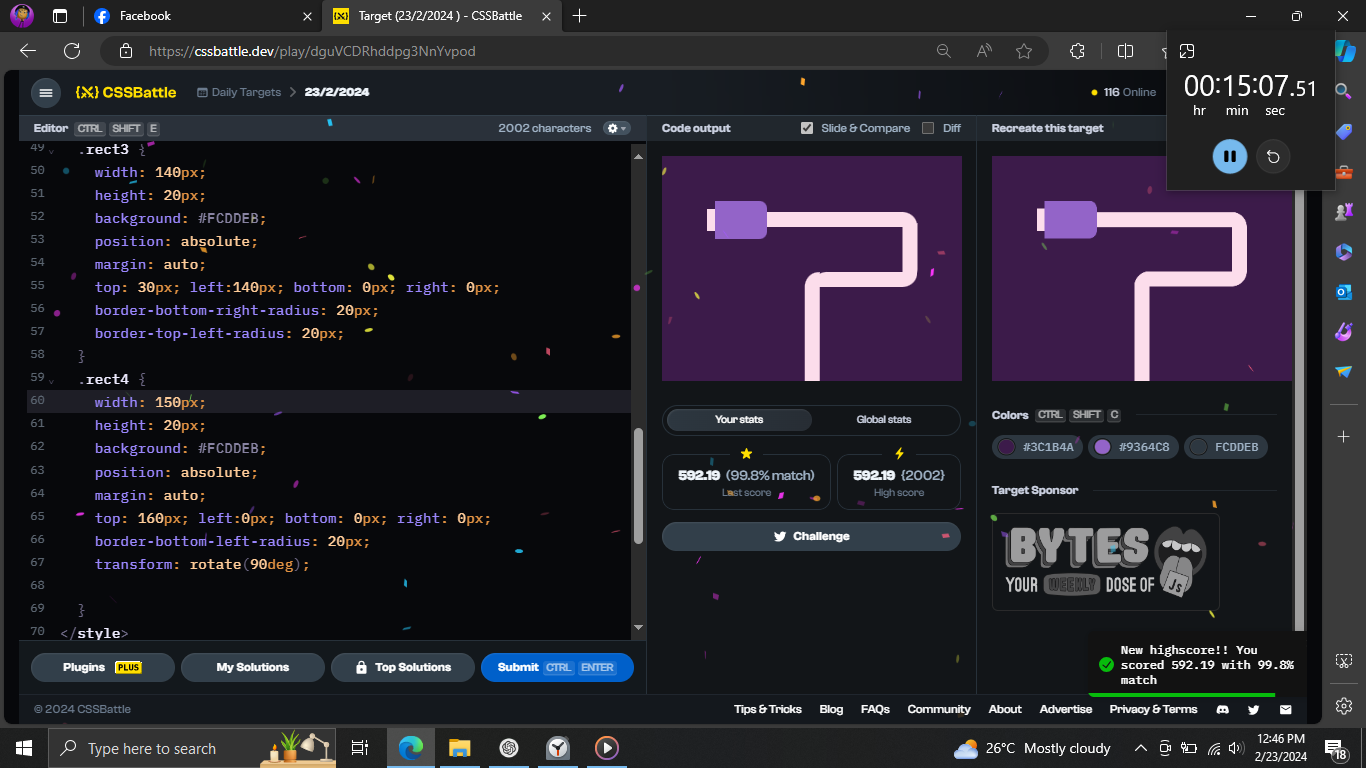 Facebook
Target (23/2/2024 ) - CSSBattle
https://cssbattle.dev/play/dguVCDRhddpg3NnYvpod
00:15:07.51
hr min sec
{X} CSSBattle
Daily Targets > 23/2/2024
116 Online
Editor CTRL SHIFT E
2002 characters
Code output
Slide & Compare
Diff
Recreate this target
49 .rect3 {
50 width: 140px;
51 height: 20px;
52 background: #FCDDEB;
53 position: absolute;
54 margin: auto;
55 top: 30px; left:140px; bottom: 0px; right: 0px;
56 border-bottom-right-radius: 20px;
57 border-top-left-radius: 20px;
58 }
59 .rect4 {
60 width: 150px;
61 height: 20px;
62 background: #FCDDEB;
63 position: absolute;
64 margin: auto;
65 top: 160px; left:0px; bottom: 0px; right: 0px;
66 border-bottom-left-radius: 20px;
67 transform: rotate(90deg);
68
69 }
70 </style>
Your stats
Global stats
592.19 (99.8% match)
Last score
592.19 {2002}
High score
Challenge
Colors CTRL SHIFT C
#3C1B4A
#9364C8
FCDDEB
Target Sponsor
BYTES
YOUR WEEKLY DOSE OF JS
New highscore!! You
scored 592.19 with 99.8%
match
Plugins PLUS
My Solutions
Top Solutions
Submit CTRL ENTER
© 2024 CSSBattle
Tips & Tricks
Blog
FAQs
Community
About
Advertise
Privacy & Terms
Type here to search
26°C Mostly cloudy
12:46 PM
2/23/2024
18